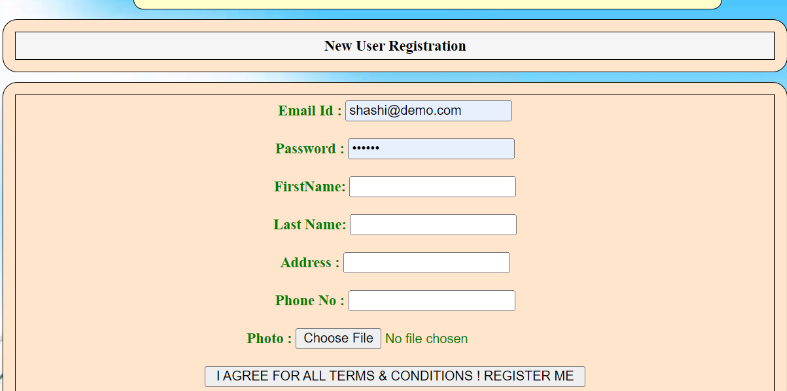 New User Registration
Email Id : shashi@demo.com
Password : ••••••
FirstName:
Last Name:
Address :
Phone No :
Photo : Choose File No file chosen
I AGREE FOR ALL TERMS & CONDITIONS ! REGISTER ME